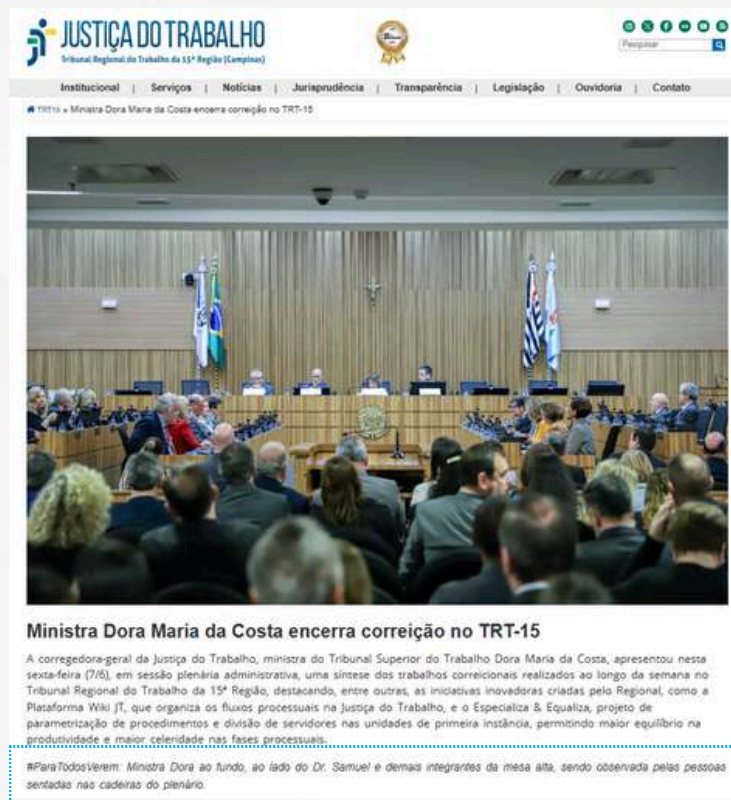 JUSTIÇA DO TRABALHO
Tribunal Regional do Trabalho da 15ª Região (Campinas)
Pesquisar
Institucional | Serviços | Notícias | Jurisprudência | Transparência | Legislação | Ouvidoria | Contato
TRT15 » Ministra Dora Maria da Costa encerra correição no TRT-15
Ministra Dora Maria da Costa encerra correição no TRT-15
A corregedora-geral da Justiça do Trabalho, ministra do Tribunal Superior do Trabalho Dora Maria da Costa, apresentou nesta
sexta-feira (7/6), em sessão plenária administrativa, uma síntese dos trabalhos correicionais realizados ao longo da semana no
Tribunal Regional do Trabalho da 15ª Região, destacando, entre outras, as iniciativas inovadoras criadas pelo Regional, como a
Plataforma Wiki JT, que organiza os fluxos processuais na Justiça do Trabalho, e o Especializa & Equaliza, projeto de
parametrização de procedimentos e divisão de servidores nas unidades de primeira instância, permitindo maior equilíbrio na
produtividade e maior celeridade nas fases processuais.
#ParaTodosVerem: Ministra Dora ao fundo, ao lado do Dr. Samuel e demais integrantes da mesa alta, sendo observada pelas pessoas
sentadas nas cadeiras do plenário.